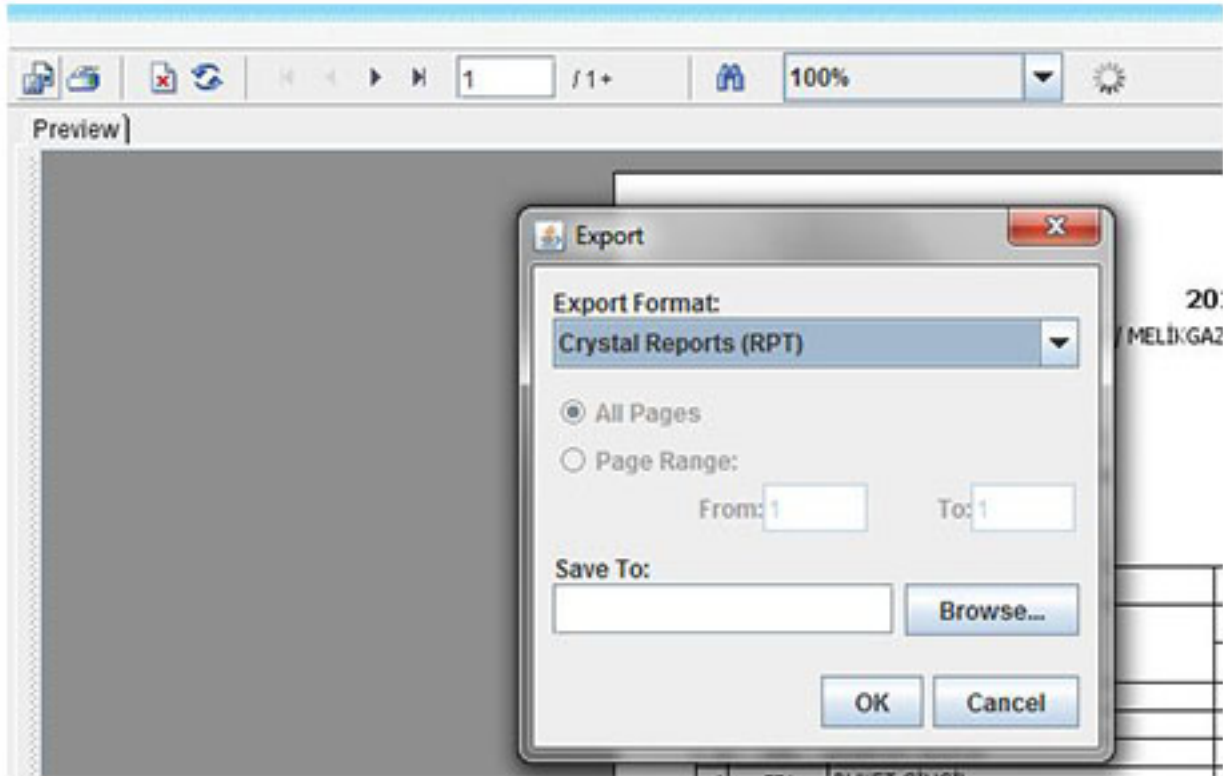 1 / 1+ 100%
Preview
Export
Export Format:
20
Crystal Reports (RPT)
/ MELİKGAZ
All Pages
Page Range:
From: 1 To: 1
Save To:
Browse...
OK Cancel